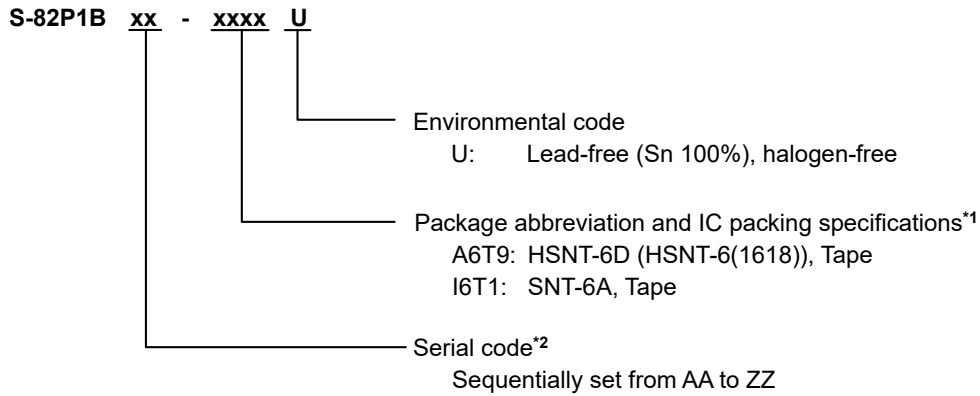 S-82P1B xx - xxxx U
Environmental code
U: Lead-free (Sn 100%), halogen-free
Package abbreviation and IC packing specifications*1
A6T9: HSNT-6D (HSNT-6(1618)), Tape
I6T1: SNT-6A, Tape
Serial code*2
Sequentially set from AA to ZZ